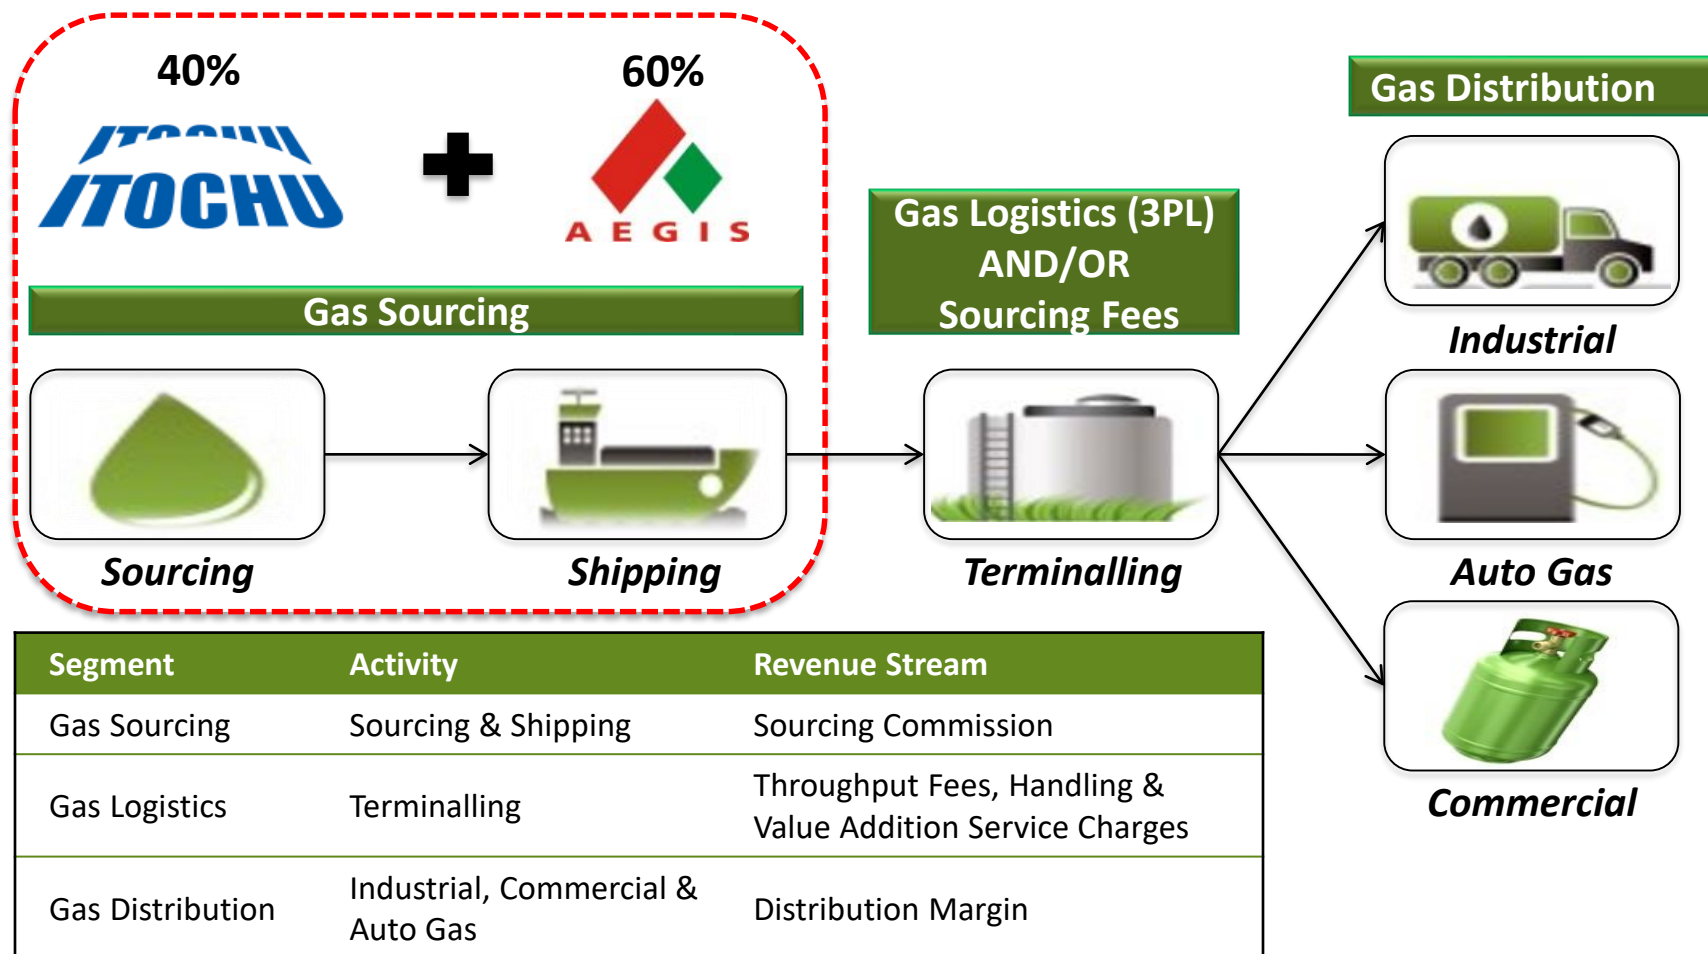 40%
60%
ITOCHU
ITOCHU
AEGIS
Gas Sourcing
Sourcing
Shipping
Gas Logistics (3PL)
AND/OR
Sourcing Fees
Terminalling
Gas Distribution
Industrial
Auto Gas
Commercial
Segment Activity Revenue Stream
Gas Sourcing Sourcing & Shipping Sourcing Commission
Gas Logistics Terminalling Throughput Fees, Handling &
Value Addition Service Charges
Gas Distribution Industrial, Commercial &
Auto Gas Distribution Margin